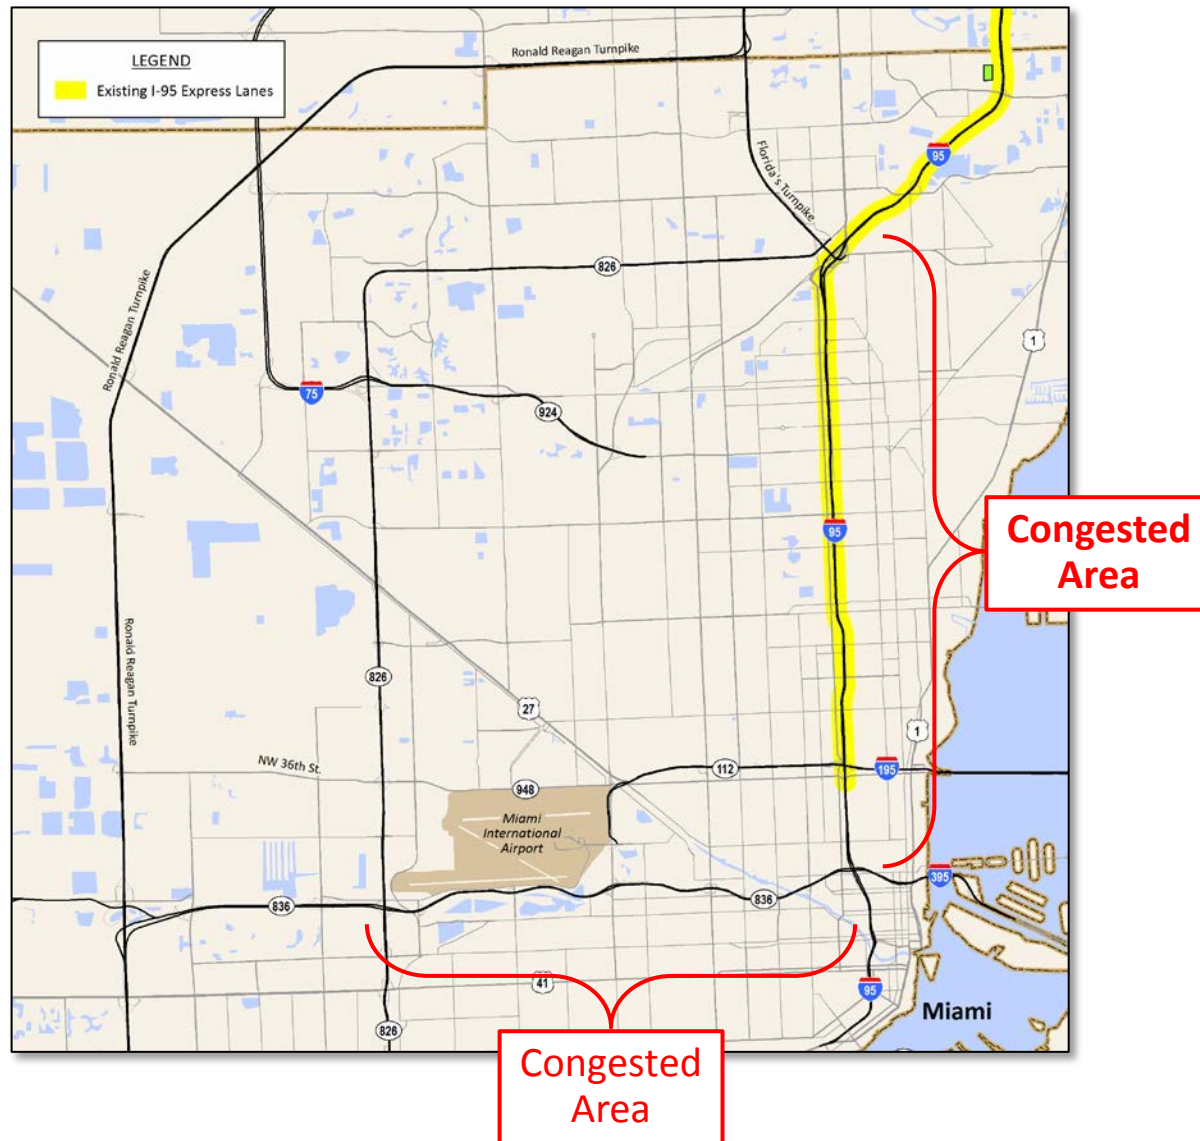 LEGEND
Existing I-95 Express Lanes
Ronald Reagan Turnpike
95
Florida's Turnpike
826
Ronald Reagan Turnpike
1
75
924
95
Congested
Area
Ronald Reagan Turnpike
826
27
1
NW 36th St.
112
195
948
Miami
International
Airport
395
836
836
41
95
Miami
826
Congested
Area